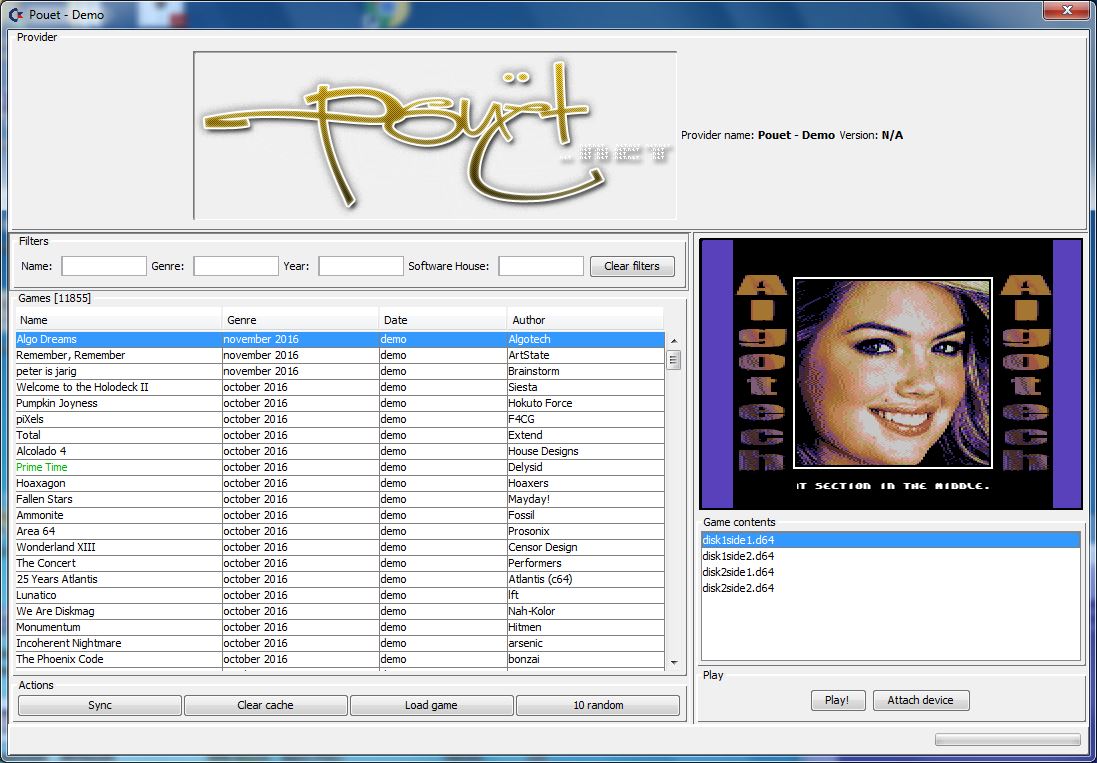 Pouet - Demo
Provider
Pouët
.net
Provider name: Pouet - Demo Version: N/A
Filters
Name: Genre: Year: Software House: Clear filters
Games [11855]
Name Genre Date Author
Algo Dreams november 2016 demo Algotech
Remember, Remember november 2016 demo ArtState
peter is jarig november 2016 demo Brainstorm
Welcome to the Holodeck II october 2016 demo Siesta
Pumpkin Joyness october 2016 demo Hokuto Force
piXels october 2016 demo F4CG
Total october 2016 demo Extend
Alcolado 4 october 2016 demo House Designs
Prime Time october 2016 demo Delysid
Hoaxagon october 2016 demo Hoaxers
Fallen Stars october 2016 demo Mayday!
Ammonite october 2016 demo Fossil
Area 64 october 2016 demo Prosonix
Wonderland XIII october 2016 demo Censor Design
The Concert october 2016 demo Performers
25 Years Atlantis october 2016 demo Atlantis (c64)
Lunatico october 2016 demo lft
We Are Diskmag october 2016 demo Nah-Kolor
Monumentum october 2016 demo Hitmen
Incoherent Nightmare october 2016 demo arsenic
The Phoenix Code october 2016 demo bonzai
Actions
Sync Clear cache Load game 10 random
Algotech
Algotech
SECTION IN THE MIDDLE.
Game contents
disk1side1.d64
disk1side2.d64
disk2side1.d64
disk2side2.d64
Play
Play! Attach device